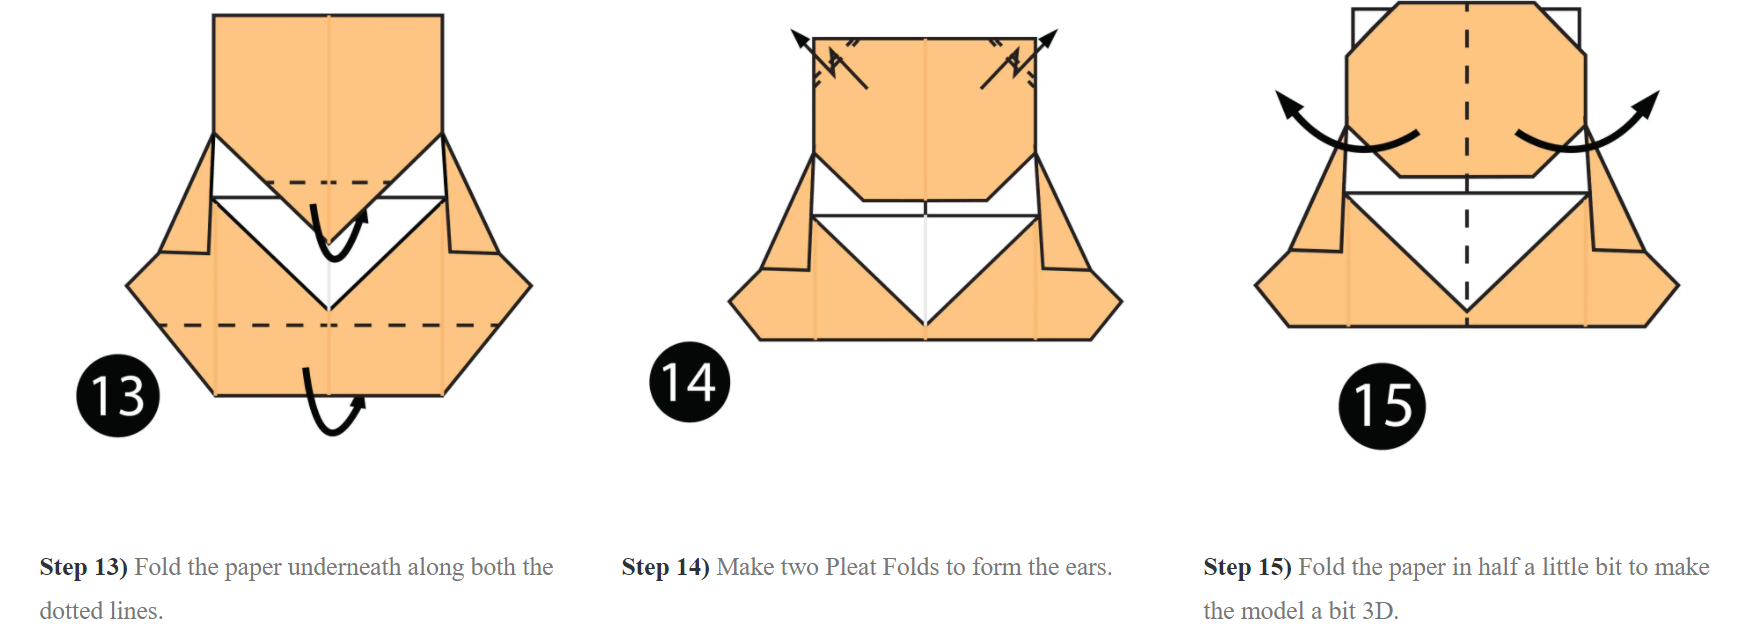 13
14
15
Step 13) Fold the paper underneath along both the
dotted lines.
Step 14) Make two Pleat Folds to form the ears.
Step 15) Fold the paper in half a little bit to make
the model a bit 3D.